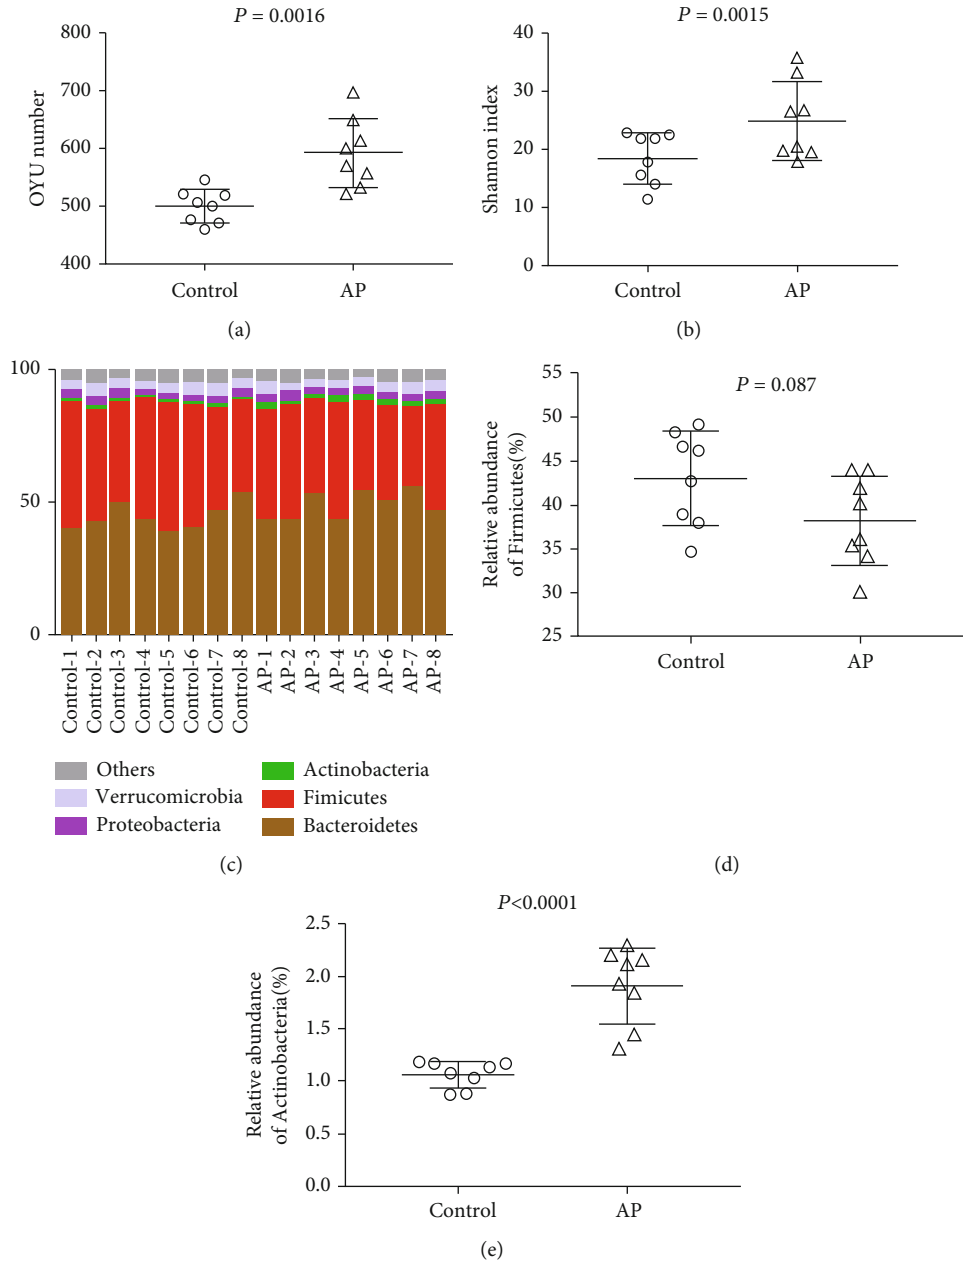 P = 0.0016
800
700
600
500
400
OYU number
Control
AP
(a)
P = 0.0015
40
30
20
10
0
Shannon index
Control
AP
(b)
100
50
0
Control-1
Control-2
Control-3
Control-4
Control-5
Control-6
Control-7
Control-8
AP-1
AP-2
AP-3
AP-4
AP-5
AP-6
AP-7
AP-8
Others
Verrucomicrobia
Proteobacteria
Actinobacteria
Fimicutes
Bacteroidetes
(c)
P = 0.087
55
50
45
40
35
30
25
Relative abundance
of Firmicutes(%)
Control
AP
(d)
P<0.0001
2.5
2.0
1.5
1.0
0.5
0.0
Relative abundance
of Actinobacteria(%)
Control
AP
(e)